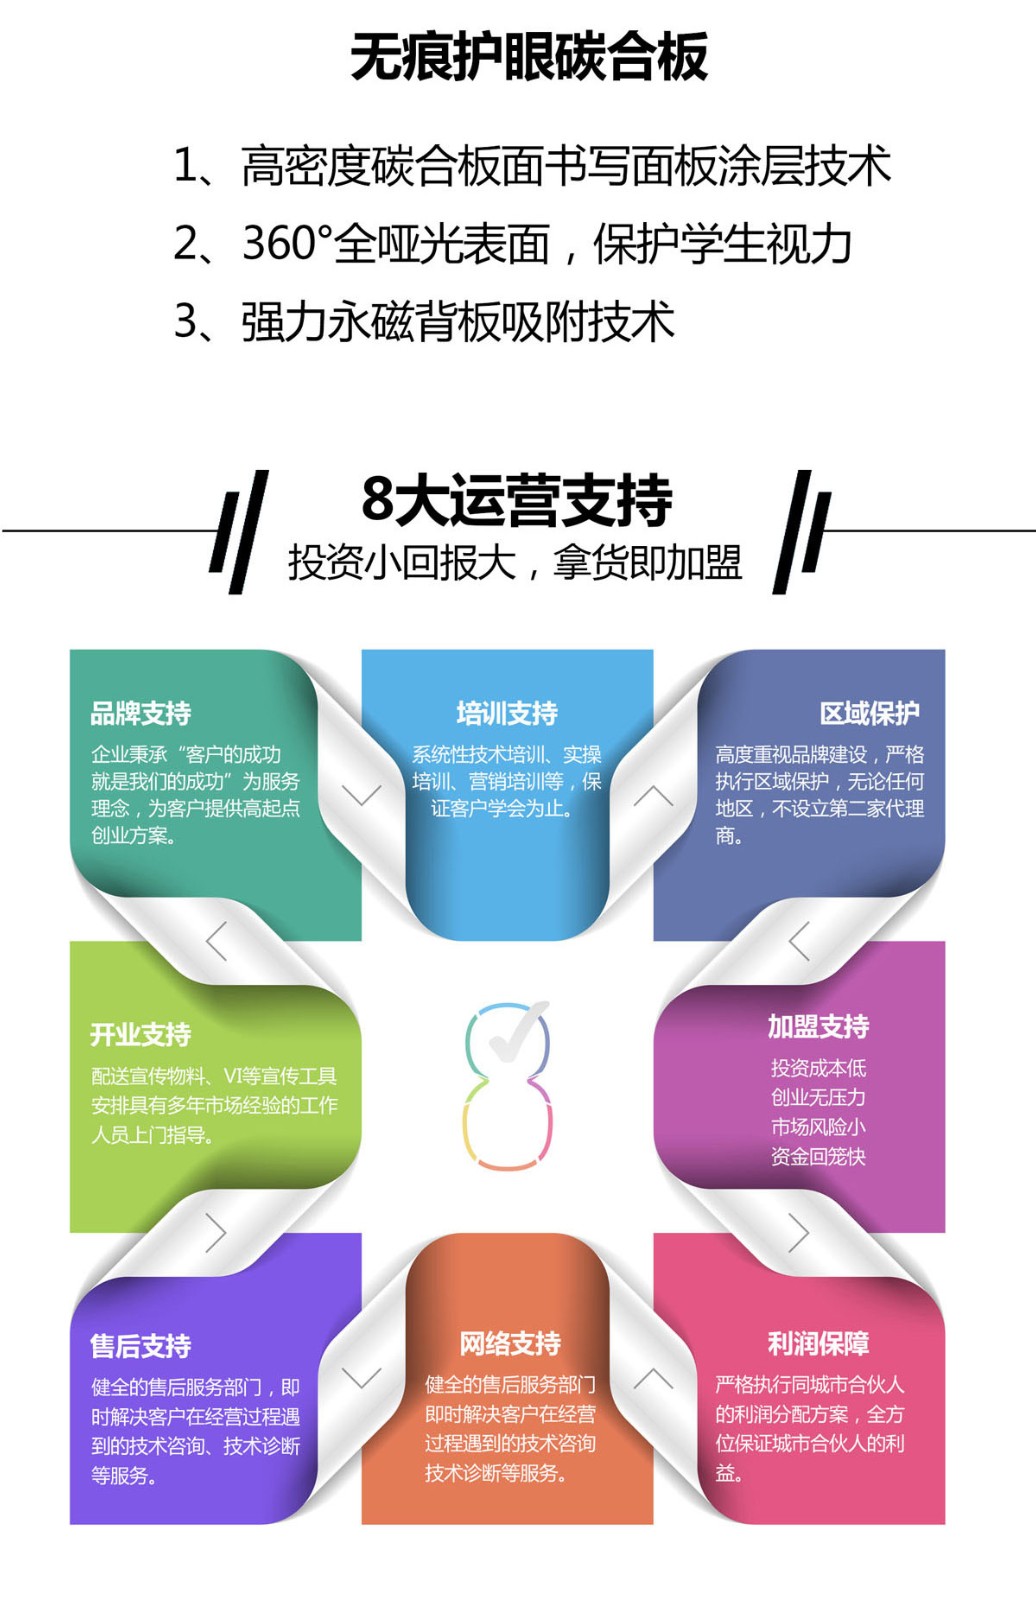 无痕护眼碳合板
1、高密度碳合板面书写面板涂层技术
2、360°全哑光表面，保护学生视力
3、强力永磁背板吸附技术
8大运营支持
投资小回报大，拿货即加盟
品牌支持
企业秉承“客户的成功
就是我们的成功”为服务
理念，为客户提供高起点
创业方案。
培训支持
系统性技术培训、实操
培训、营销培训等，保
证客户学会为止。
区域保护
高度重视品牌建设，严格
执行区域保护，无论任何
地区，不设立第二家代理
商。
开业支持
配送宣传物料、VI等宣传工具
安排具有多年市场经验的工作
人员上门指导。
8
加盟支持
投资成本低
创业无压力
市场风险小
资金回笼快
售后支持
健全的售后服务部门，即
时解决客户在经营过程遇
到的技术咨询、技术诊断
等服务。
网络支持
健全的售后服务部门
即时解决客户在经营
过程遇到的技术咨询
技术诊断等服务。
利润保障
严格执行同城市合伙人
的利润分配方案，全方
位保证城市合伙人的利
益。